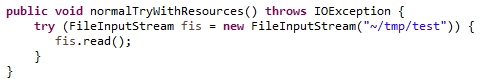 public void normalTryWithResources() throws IOException {
    try (FileInputStream fis = new FileInputStream("~/tmp/test")) {
       fis.read();
    }
}